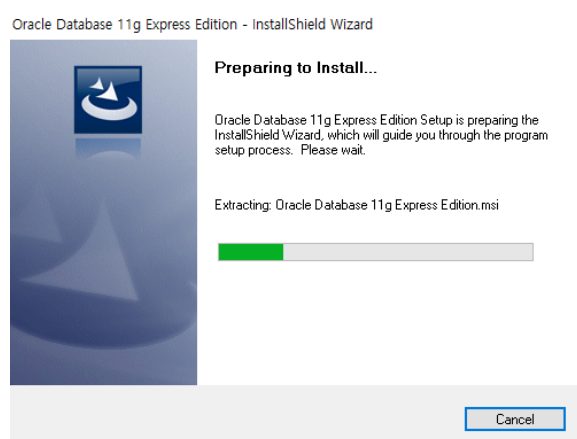 Oracle Database 11g Express Edition - InstallShield Wizard
Preparing to Install...
Oracle Database 11g Express Edition Setup is preparing the
InstallShield Wizard, which will guide you through the program
setup process. Please wait.
Extracting: Oracle Database 11g Express Edition.msi
Cancel